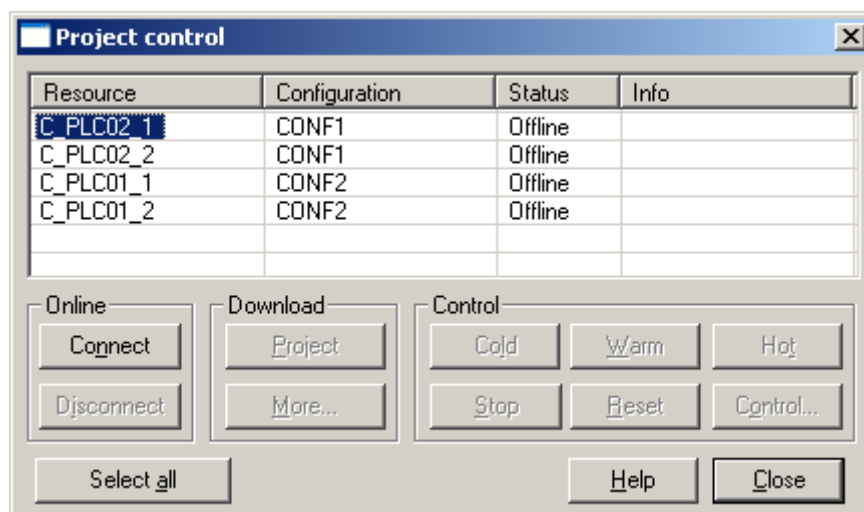 Project control
Resource Configuration Status Info
C_PLC02_1 CONF1 Offline
C_PLC02_2 CONF1 Offline
C_PLC01_1 CONF2 Offline
C_PLC01_2 CONF2 Offline
Online Download Control
Connect Project Cold Warm Hot
Disconnect More... Stop Reset Control...
Select all Help Close